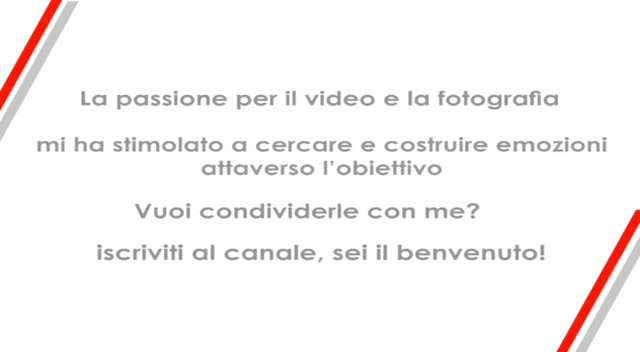 La passione per il video e la fotografia
mi ha stimolato a cercare e costruire emozioni
attaverso l'obiettivo
Vuoi condividerle con me?
iscriviti al canale, sei il benvenuto!